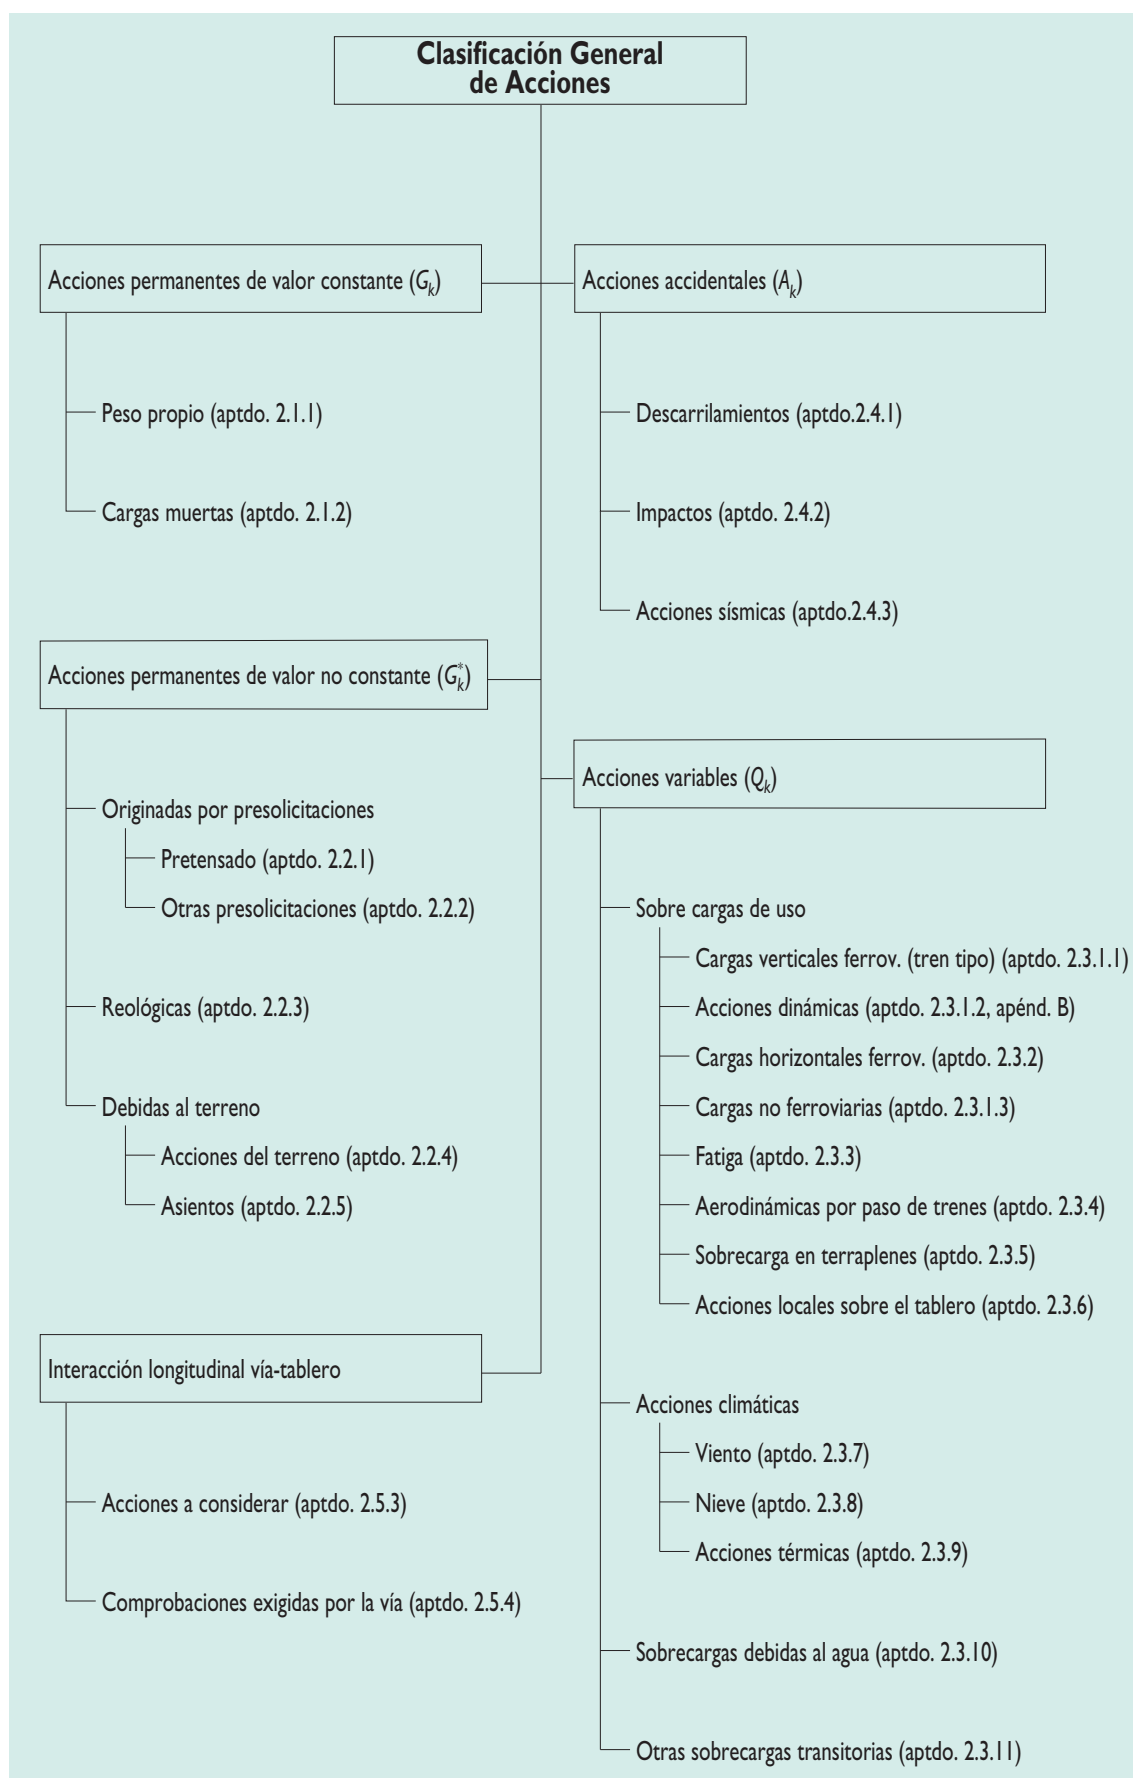 Clasificación General
de Acciones
Acciones permanentes de valor constante (Gk)
Peso propio (aptdo. 2.1.1)
Cargas muertas (aptdo. 2.1.2)
Acciones permanentes de valor no constante (G*k)
Originadas por presolicitaciones
Pretensado (aptdo. 2.2.1)
Otras presolicitaciones (aptdo. 2.2.2)
Reológicas (aptdo. 2.2.3)
Debidas al terreno
Acciones del terreno (aptdo. 2.2.4)
Asientos (aptdo. 2.2.5)
Interacción longitudinal vía-tablero
Acciones a considerar (aptdo. 2.5.3)
Comprobaciones exigidas por la vía (aptdo. 2.5.4)
Acciones accidentales (Ak)
Descarrilamientos (aptdo.2.4.1)
Impactos (aptdo. 2.4.2)
Acciones sísmicas (aptdo.2.4.3)
Acciones variables (Qk)
Sobre cargas de uso
Cargas verticales ferrov. (tren tipo) (aptdo. 2.3.1.1)
Acciones dinámicas (aptdo. 2.3.1.2, apénd. B)
Cargas horizontales ferrov. (aptdo. 2.3.2)
Cargas no ferroviarias (aptdo. 2.3.1.3)
Fatiga (aptdo. 2.3.3)
Aerodinámicas por paso de trenes (aptdo. 2.3.4)
Sobrecarga en terraplenes (aptdo. 2.3.5)
Acciones locales sobre el tablero (aptdo. 2.3.6)
Acciones climáticas
Viento (aptdo. 2.3.7)
Nieve (aptdo. 2.3.8)
Acciones térmicas (aptdo. 2.3.9)
Sobrecargas debidas al agua (aptdo. 2.3.10)
Otras sobrecargas transitorias (aptdo. 2.3.11)